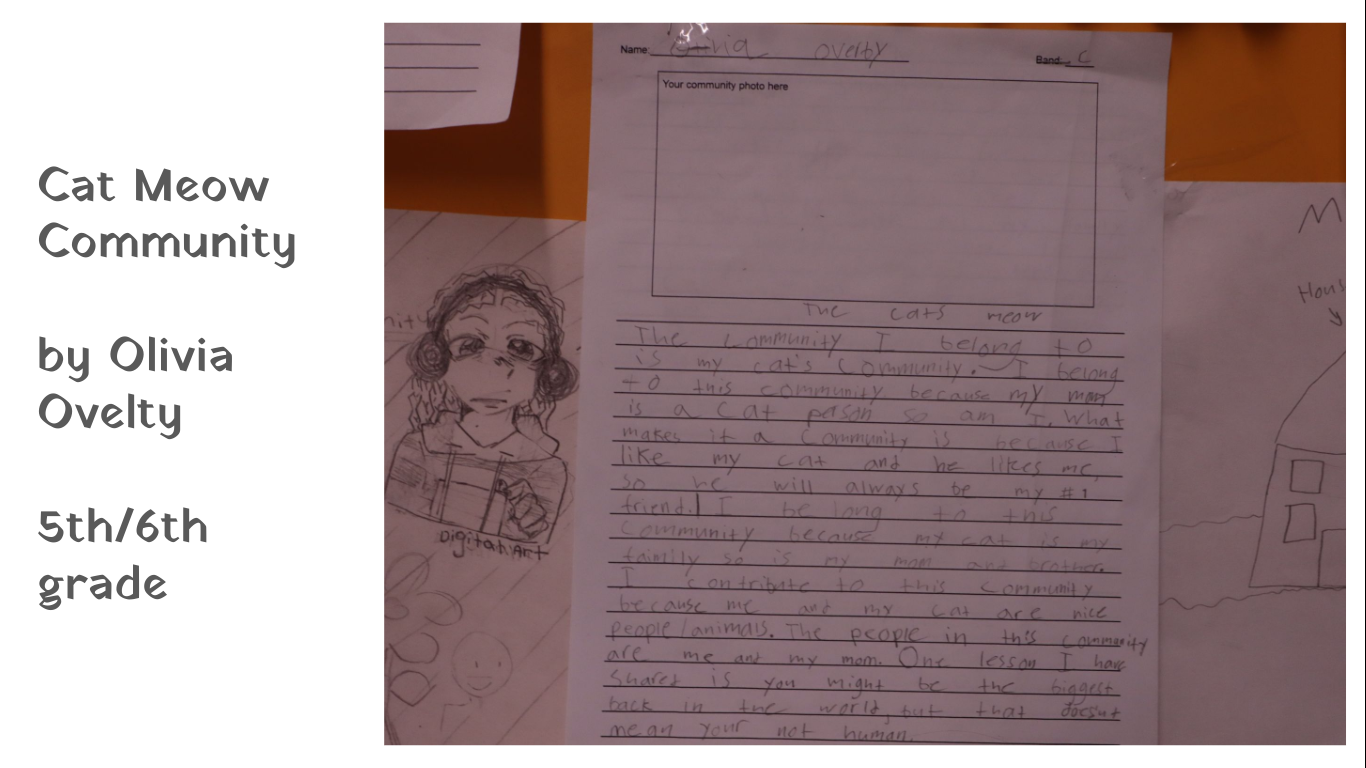 Cat Meow
Community
by Olivia
Ovelty
5th/6th
grade
Name: Olivia Ovelty
Band: C
Your community photo here
The cats meow
The community I belong to
is my cat's community. I belong
to this community because my mom
is a cat person so am I. What
makes it a community is because I
like my cat and he likes me,
so he will always be my #1
friend. I be long to this
community because my cat is my
faimily so is my mom and brother.
I contribute to this community
because me and my cat are nice
people/animals. The people in this community
are me and my mom. One lesson I have
shared is you might be the biggest
back in the world, but that doesn't
mean your not human.
Digital Art
M
Hous